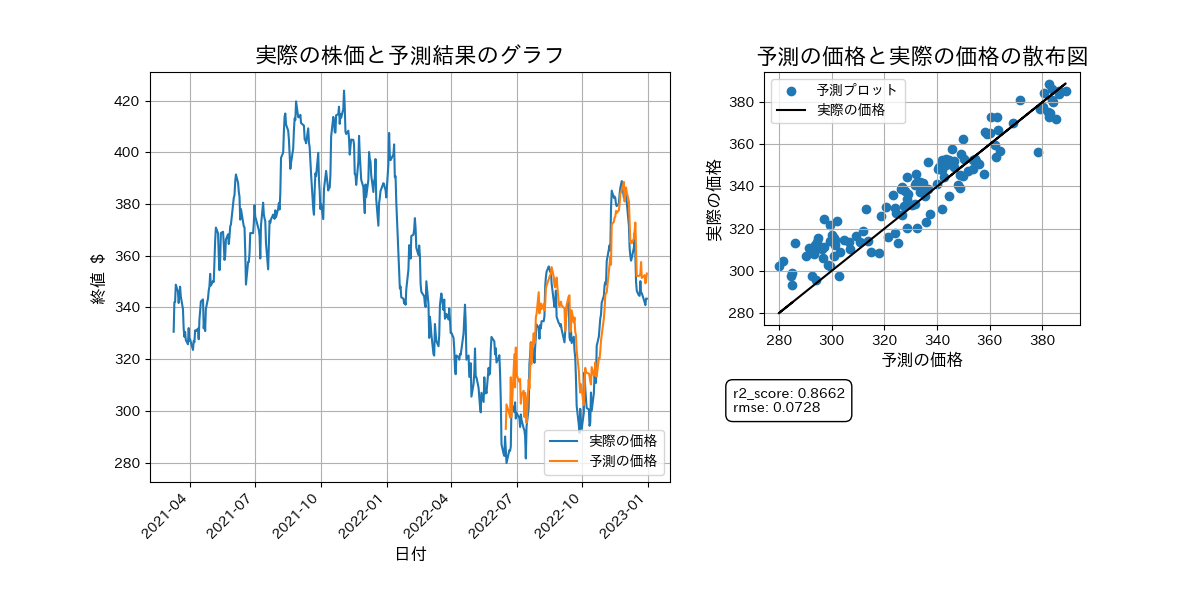 実際の株価と予測結果のグラフ
終値 $
420
400
380
360
340
320
300
280
2021-04
2021-07
2021-10
2022-01
2022-04
2022-07
2022-10
2023-01
日付
実際の価格
予測の価格
予測の価格と実際の価格の散布図
実際の価格
380
360
340
320
300
280
280
300
320
340
360
380
予測の価格
予測プロット
実際の価格
r2_score: 0.8662
rmse: 0.0728